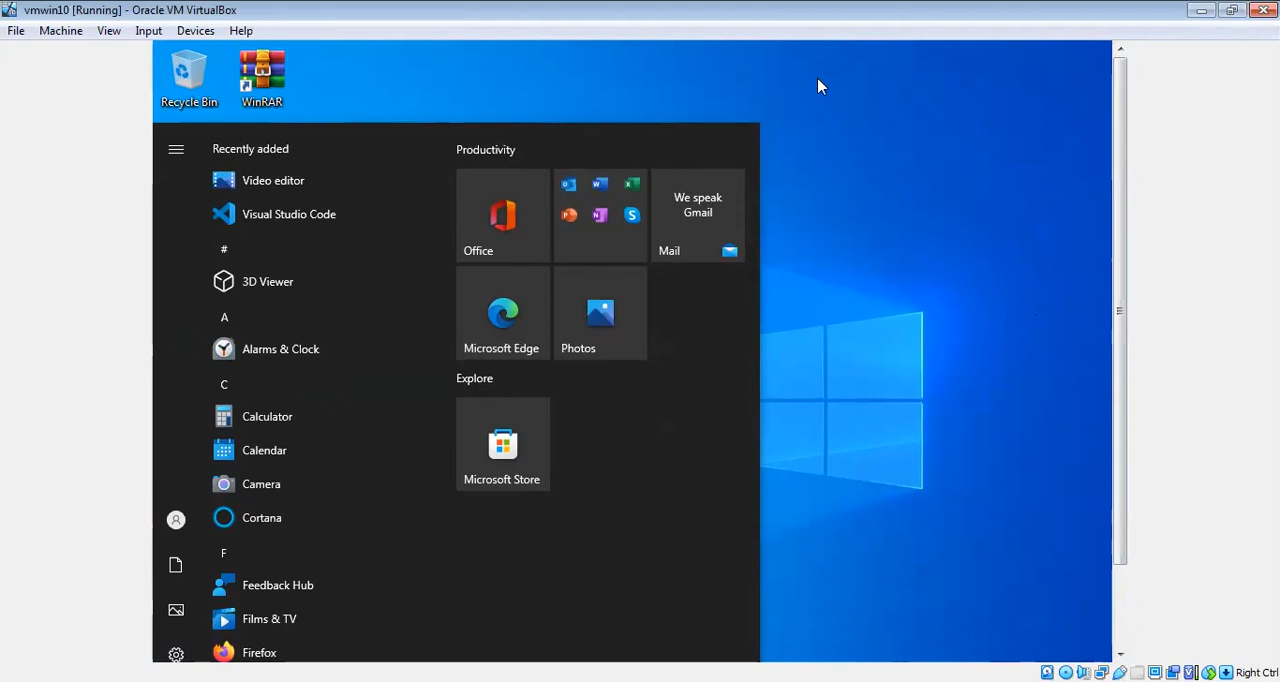 vmwin10 [Running] - Oracle VM VirtualBox
File Machine View Input Devices Help
Recycle Bin
WinRAR
Recently added
Video editor
Visual Studio Code
#
3D Viewer
A
Alarms & Clock
C
Calculator
Calendar
Camera
Cortana
F
Feedback Hub
Films & TV
Firefox
Productivity
Office
We speak
Gmail
Mail
Microsoft Edge
Photos
Explore
Microsoft Store
Right Ctrl